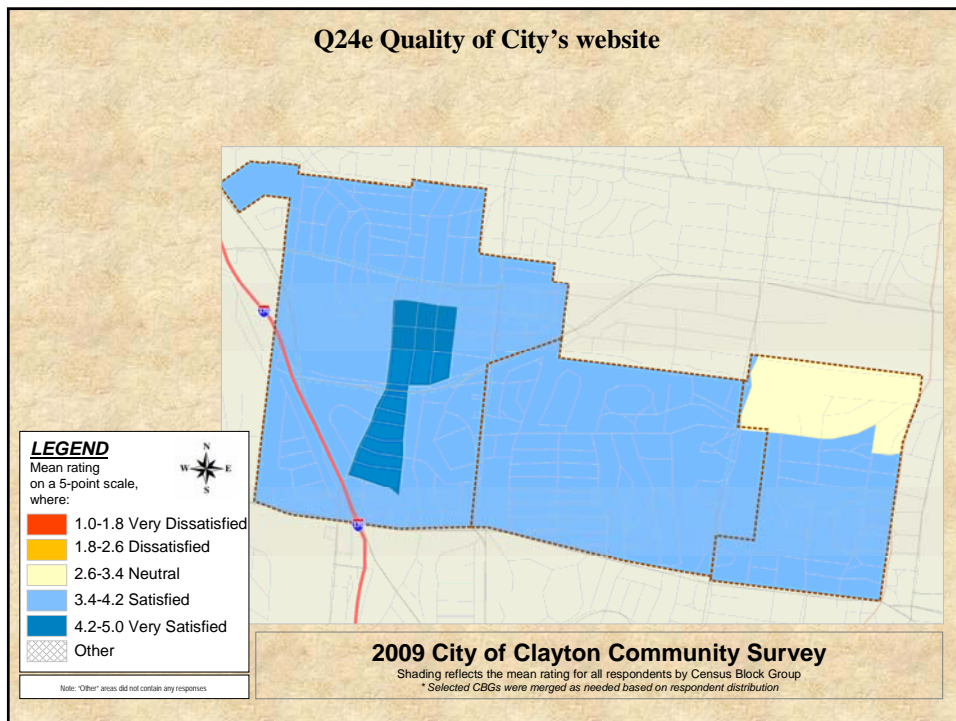 Q24e Quality of City's website
LEGEND
Mean rating
on a 5-point scale,
where:
N
W E
S
1.0-1.8 Very Dissatisfied
1.8-2.6 Dissatisfied
2.6-3.4 Neutral
3.4-4.2 Satisfied
4.2-5.0 Very Satisfied
Other
Note: "Other" areas did not contain any responses
2009 City of Clayton Community Survey
Shading reflects the mean rating for all respondents by Census Block Group
* Selected CBGs were merged as needed based on respondent distribution